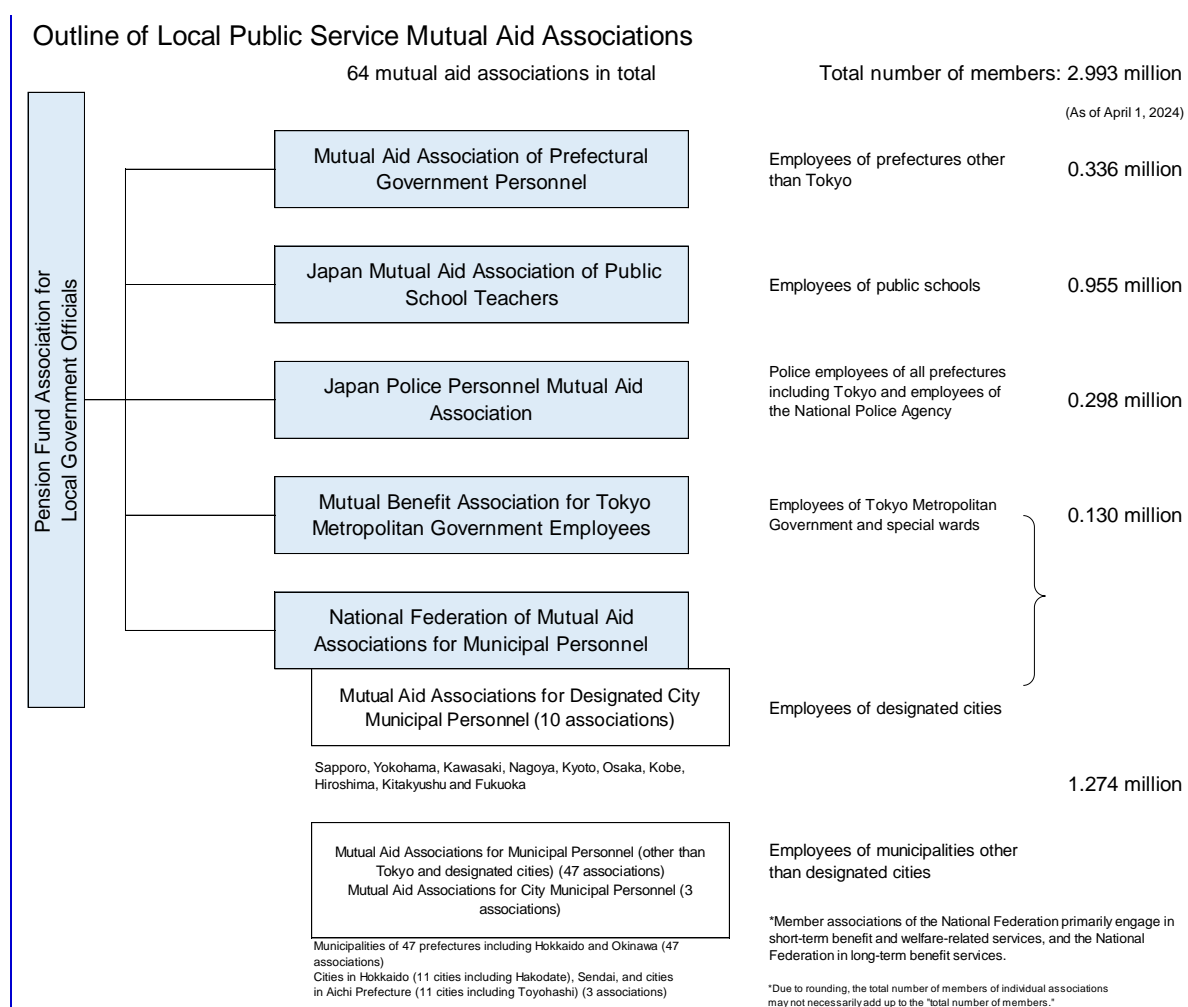 Outline of Local Public Service Mutual Aid Associations
64 mutual aid associations in total
Total number of members: 2.993 million
(As of April 1, 2024)
Pension Fund Association for
Local Government Officials
Mutual Aid Association of Prefectural
Government Personnel
Employees of prefectures other
than Tokyo
0.336 million
Japan Mutual Aid Association of Public
School Teachers
Employees of public schools
0.955 million
Japan Police Personnel Mutual Aid
Association
Police employees of all prefectures
including Tokyo and employees of
the National Police Agency
0.298 million
Mutual Benefit Association for Tokyo
Metropolitan Government Employees
Employees of Tokyo Metropolitan
Government and special wards
0.130 million
National Federation of Mutual Aid
Associations for Municipal Personnel
Mutual Aid Associations for Designated City
Municipal Personnel (10 associations)
Employees of designated cities
Sapporo, Yokohama, Kawasaki, Nagoya, Kyoto, Osaka, Kobe,
Hiroshima, Kitakyushu and Fukuoka
1.274 million
Mutual Aid Associations for Municipal Personnel (other than
Tokyo and designated cities) (47 associations)
Mutual Aid Associations for City Municipal Personnel (3
associations)
Employees of municipalities other
than designated cities
Municipalities of 47 prefectures including Hokkaido and Okinawa (47
associations)
Cities in Hokkaido (11 cities including Hakodate), Sendai, and cities
in Aichi Prefecture (11 cities including Toyohashi) (3 associations)
*Member associations of the National Federation primarily engage in
short-term benefit and welfare-related services, and the National
Federation in long-term benefit services.
*Due to rounding, the total number of members of individual associations
may not necessarily add up to the "total number of members."